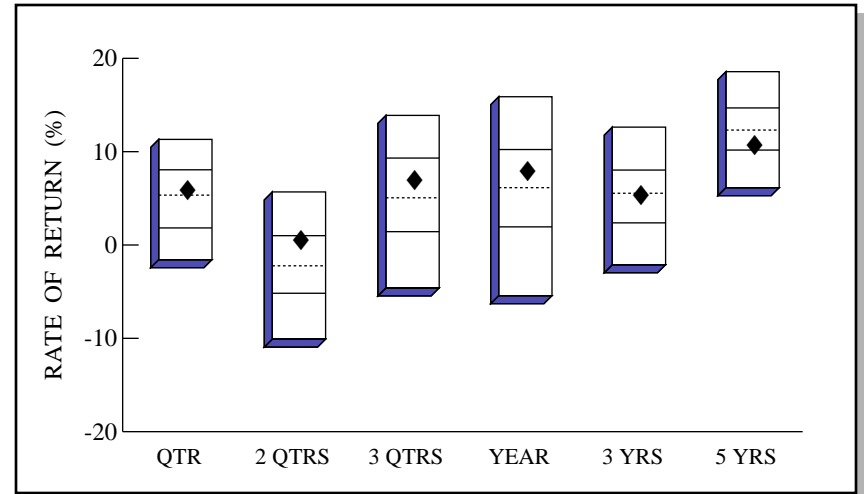 RATE OF RETURN (%)
20
10
0
-10
-20
QTR 2 QTRS 3 QTRS YEAR 3 YRS 5 YRS